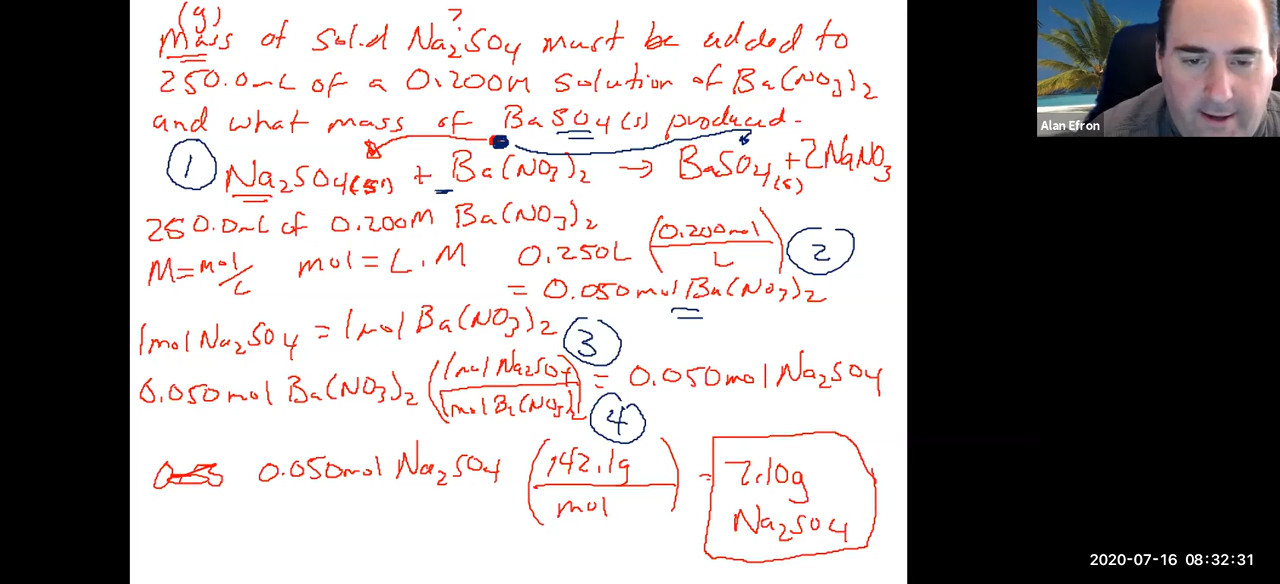 (g)
Mass of solid Na2SO4 must be added to ?
250.0mL of a 0.200M solution of Ba(NO3)2
and what mass of BaSO4(s) produced.
1 Na2SO4(s) + Ba(NO3)2 → BaSO4(s) + 2NaNO3
250.0mL of 0.200M Ba(NO3)2
M=mol/L mol=L·M 0.250L (0.200mol/L) 2
= 0.050mol Ba(NO3)2
1mol Na2SO4 = 1mol Ba(NO3)2 3
0.050mol Ba(NO3)2 (1mol Na2SO4/1mol Ba(NO3)2) = 0.050mol Na2SO4
4
0.050mol Na2SO4 (142.1g/mol) = 7.10g Na2SO4
Alan Efron
2020-07-16 08:32:31